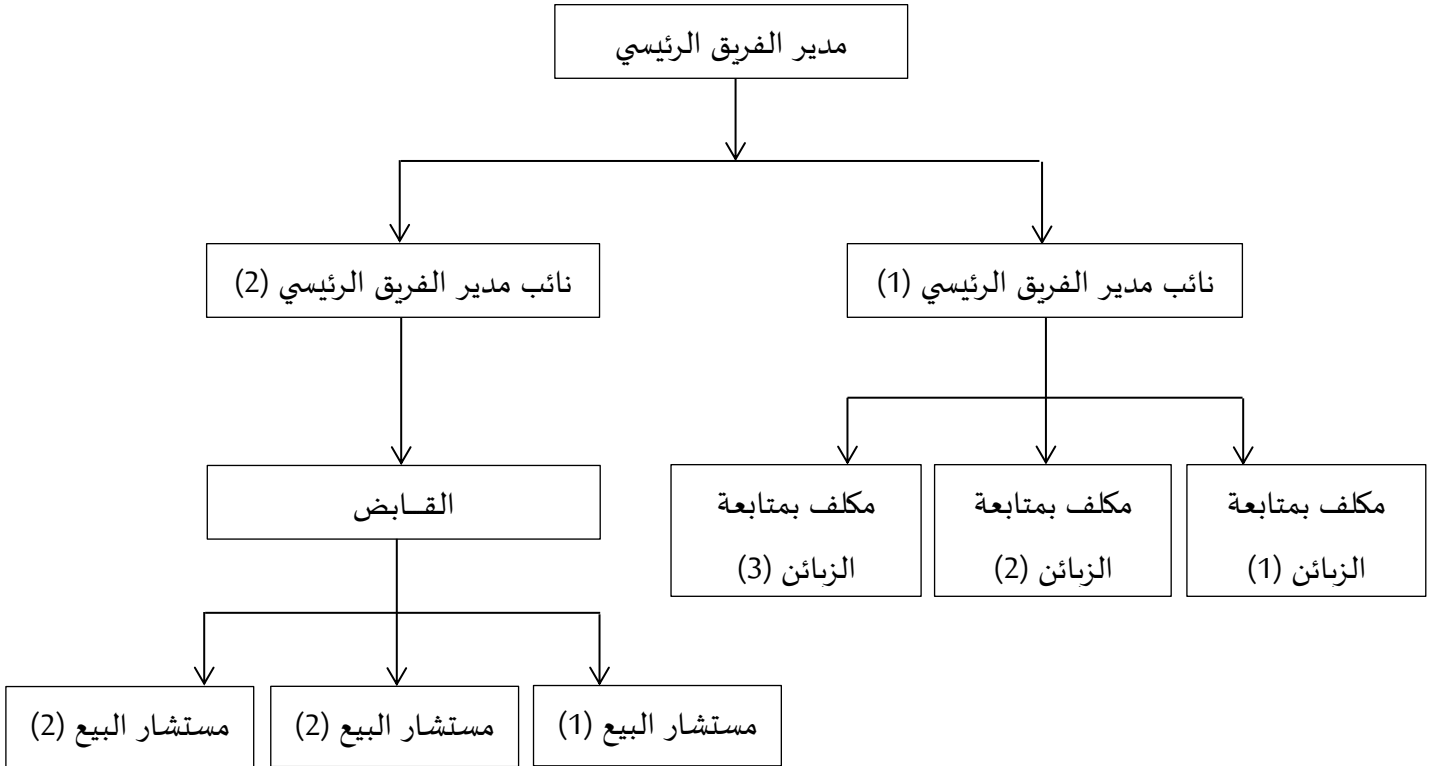 مدير الفريق الرئيسي
نائب مدير الفريق الرئيسي (1)
نائب مدير الفريق الرئيسي (2)
مكلف بمتابعة
الزبائن (1)
مكلف بمتابعة
الزبائن (2)
مكلف بمتابعة
الزبائن (3)
القــابض
مستشار البيع (1)
مستشار البيع (2)
مستشار البيع (2)